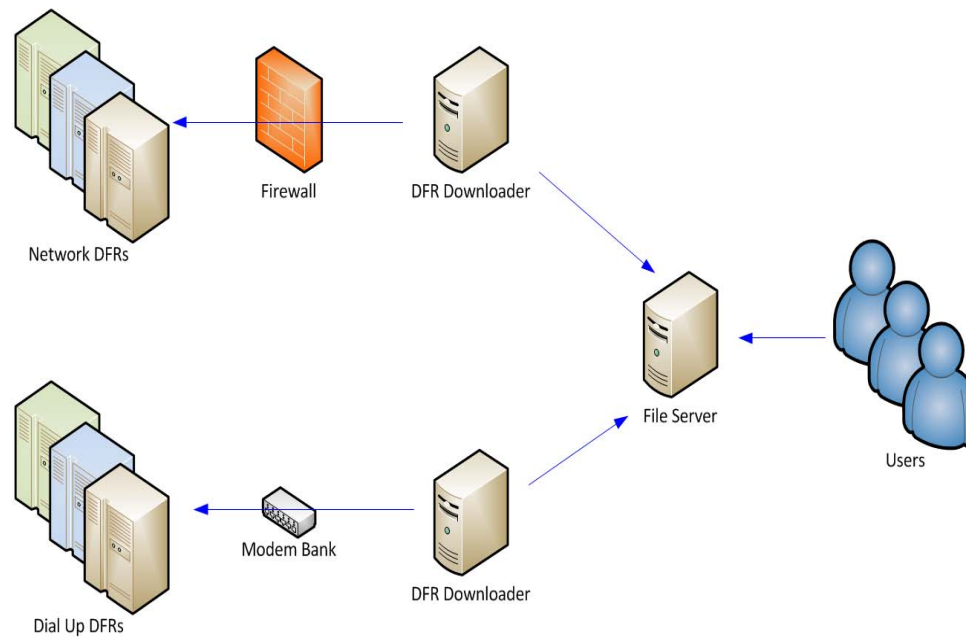 Firewall
DFR Downloader
Network DFRs
File Server
Users
Modem Bank
DFR Downloader
Dial Up DFRs